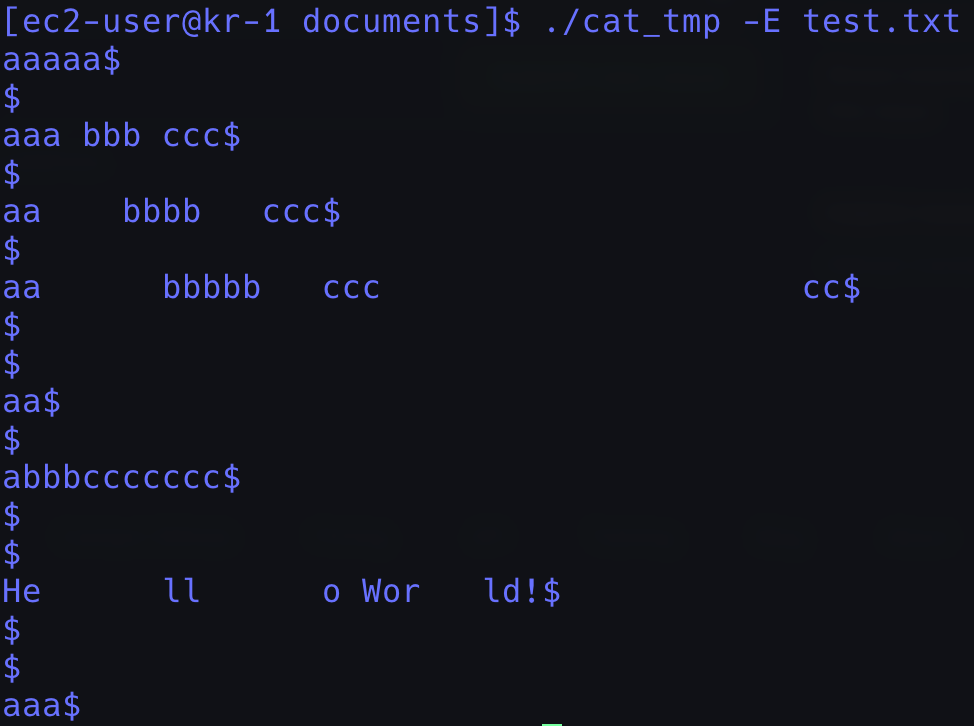 [ec2-user@kr-1 documents]$ ./cat_tmp -E test.txt
aaaaa$
$
aaa bbb ccc$
$
aa    bbbb   ccc$
$
aa      bbbbb   ccc                     cc$
$
$
aa$
$
abbbccccccc$
$
$
He      ll      o Wor   ld!$
$
$
aaa$